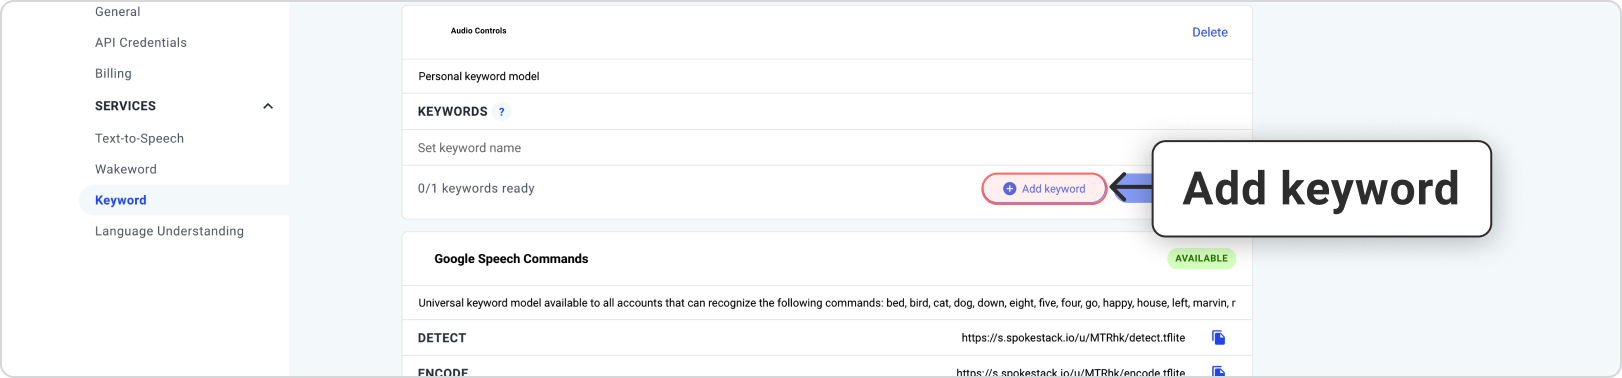 General
API Credentials
Billing
SERVICES
Text-to-Speech
Wakeword
Keyword
Language Understanding
Audio Controls
Delete
Personal keyword model
KEYWORDS ?
Set keyword name
0/1 keywords ready
Add keyword
Add keyword
Google Speech Commands
AVAILABLE
Universal keyword model available to all accounts that can recognize the following commands: bed, bird, cat, dog, down, eight, five, four, go, happy, house, left, marvin, r
DETECT
https://s.spokestack.io/u/MTRhk/detect.tflite
ENCODE
https://s.spokestack.io/u/MTRhk/encode.tflite